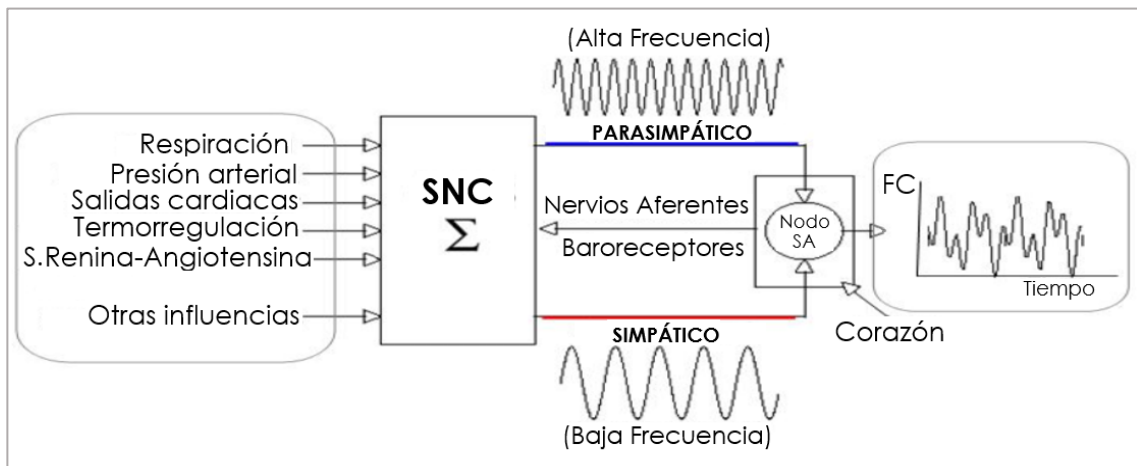 (Alta Frecuencia)
PARASIMPÁTICO
Respiración
Presión arterial
Salidas cardiacas
Termorregulación
S.Renina-Angiotensina
Otras influencias
SNC
Σ
Nervios Aferentes
Baroreceptores
Nodo
SA
FC
Tiempo
Corazón
SIMPÁTICO
(Baja Frecuencia)